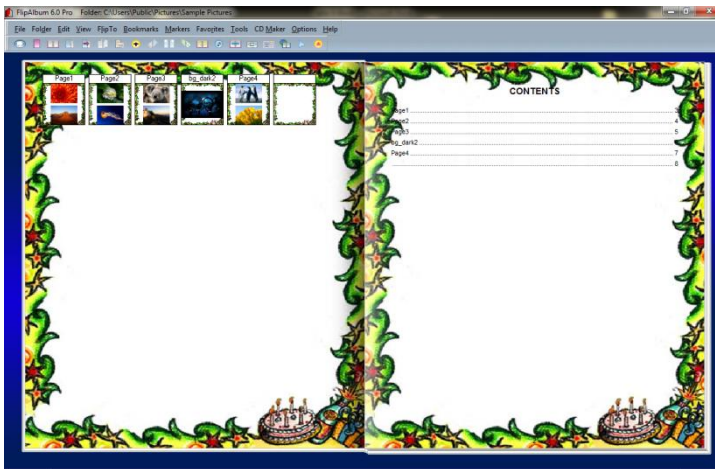 FlipAlbum 6.0 Pro Folder: C:\Users\Public\Pictures\Sample Pictures
File Folder Edit View FlipTo Bookmarks Markers Favorites Tools CD Maker Options Help
Page1 Page2 Page3 bg_dark2 Page4
CONTENTS
Page1 3
Page2 4
Page3 5
bg_dark2
Page4 7
8